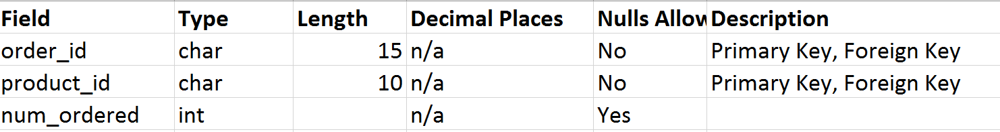 Field Type Length Decimal Places Nulls Allow Description
order_id char 15 n/a No Primary Key, Foreign Key
product_id char 10 n/a No Primary Key, Foreign Key
num_ordered int n/a Yes